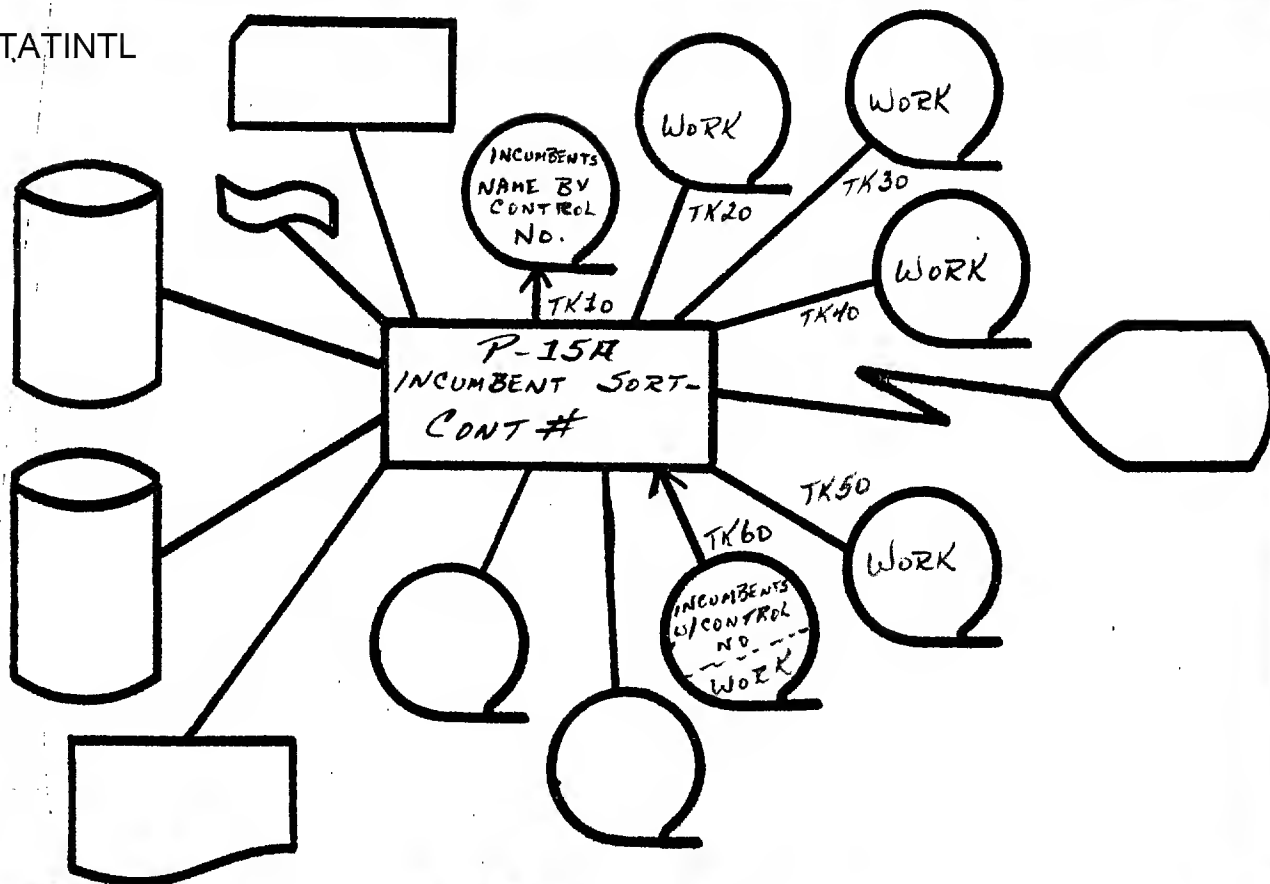 TATINTL
INCUMBENTS
NAME BY
CONTROL
NO.
TK10
WORK
TK20
WORK
TK30
WORK
TK40
P-15A
INCUMBENT SORT-
CONT #
TK50
WORK
TK60
INCUMBENTS
W/CONTROL
NO
WORK